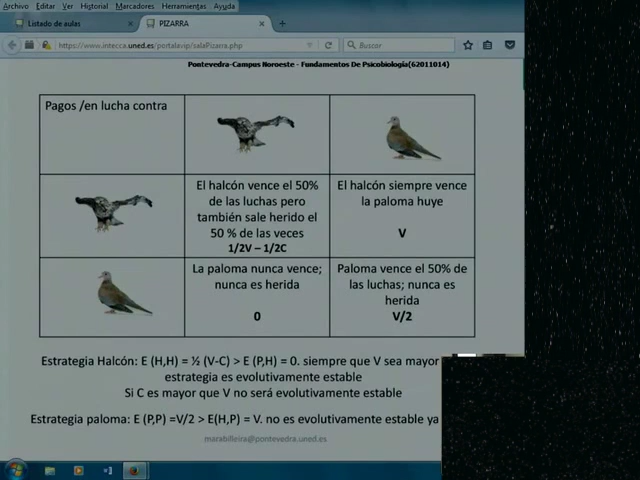 Archivo Editar Ver Historial Marcadores Herramientas Ayuda
Listado de aulas × PIZARRA × +
https://www.intecca.uned.es/portalavip/salaPizarra.php Buscar
Pontevedra-Campus Noroeste - Fundamentos De Psicobiología(62011014)
Pagos /en lucha contra
El halcón vence el 50%
de las luchas pero
también sale herido el
50 % de las veces
1/2V – 1/2C
El halcón siempre vence
la paloma huye
V
La paloma nunca vence;
nunca es herida
0
Paloma vence el 50% de
las luchas; nunca es
herida
V/2
Estrategia Halcón: E (H,H) = ½ (V-C) > E (P,H) = 0. siempre que V sea mayor
estrategia es evolutivamente estable
Si C es mayor que V no será evolutivamente estable
Estrategia paloma: E (P,P) =V/2 > E(H,P) = V. no es evolutivamente estable ya
marabilleira@pontevedra.uned.es